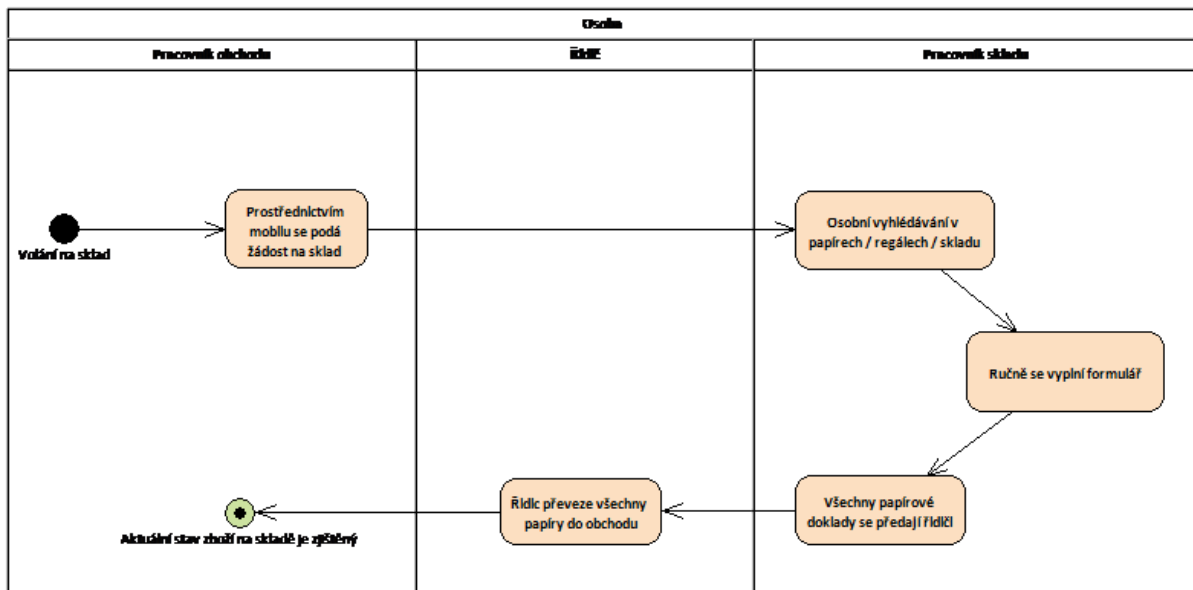 Osoba
Pracovník obchodu
Řidič
Pracovník skladu
Prostřednictvím
mobilu se podá
žádost na sklad
Osobní vyhlédávání v
papírech / regálech / skladu
Volání na sklad
Ručně se vyplní formulář
Řidic převeze všechny
papíry do obchodu
Všechny papírové
doklady se předají řidiči
Aktuální stav zboží na skladě je zjištěný